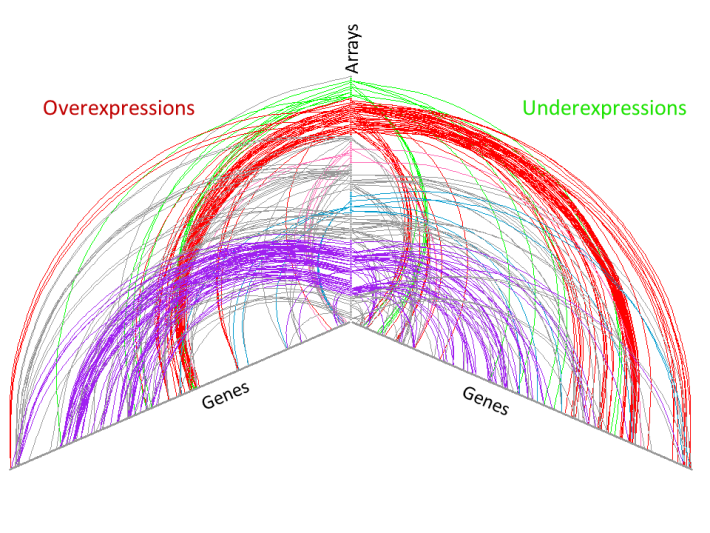 Arrays
Overexpressions
Underexpressions
Genes
Genes